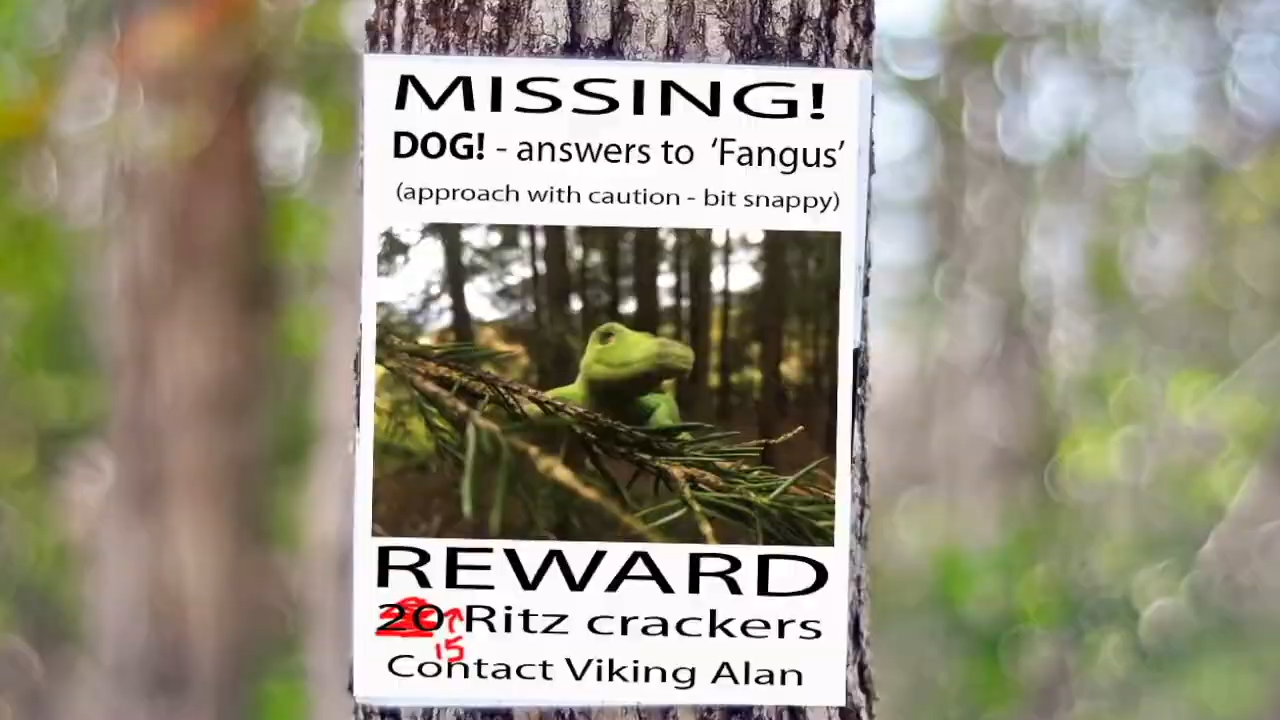 MISSING!
DOG! - answers to 'Fangus'
(approach with caution - bit snappy)
REWARD
20 Ritz crackers
15
Contact Viking Alan